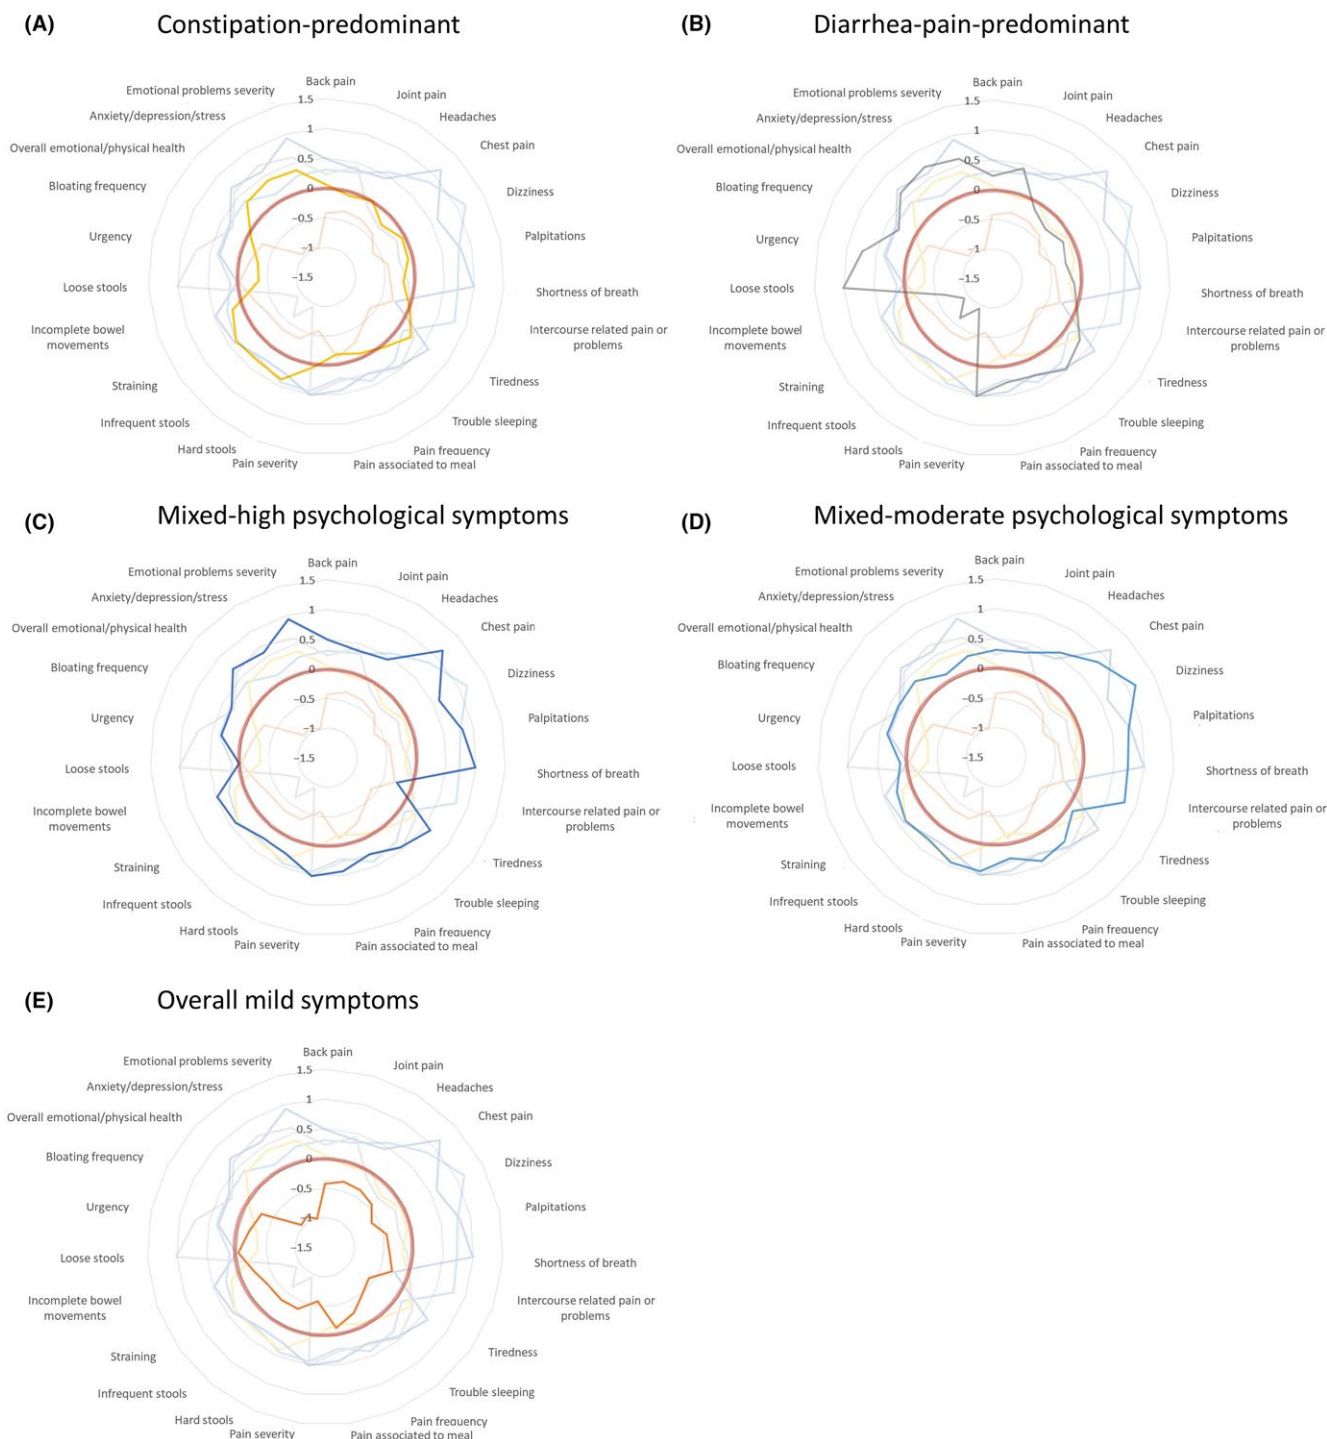 (A) Constipation-predominant
Back pain
Joint pain
Headaches
Chest pain
Dizziness
Palpitations
Shortness of breath
Intercourse related pain or
problems
Tiredness
Trouble sleeping
Pain frequency
Pain associated to meal
Pain severity
Hard stools
Infrequent stools
Straining
Incomplete bowel
movements
Loose stools
Urgency
Bloating frequency
Overall emotional/physical health
Anxiety/depression/stress
Emotional problems severity
1.5
1
0.5
0
−0.5
−1
−1.5
(B) Diarrhea-pain-predominant
Back pain
Joint pain
Headaches
Chest pain
Dizziness
Palpitations
Shortness of breath
Intercourse related pain or
problems
Tiredness
Trouble sleeping
Pain frequency
Pain associated to meal
Pain severity
Hard stools
Infrequent stools
Straining
Incomplete bowel
movements
Loose stools
Urgency
Bloating frequency
Overall emotional/physical health
Anxiety/depression/stress
Emotional problems severity
1.5
1
0.5
0
−0.5
−1
−1.5
(C) Mixed-high psychological symptoms
Back pain
Joint pain
Headaches
Chest pain
Dizziness
Palpitations
Shortness of breath
Intercourse related pain or
problems
Tiredness
Trouble sleeping
Pain frequency
Pain associated to meal
Pain severity
Hard stools
Infrequent stools
Straining
Incomplete bowel
movements
Loose stools
Urgency
Bloating frequency
Overall emotional/physical health
Anxiety/depression/stress
Emotional problems severity
1.5
1
0.5
0
−0.5
−1
−1.5
(D) Mixed-moderate psychological symptoms
Back pain
Joint pain
Headaches
Chest pain
Dizziness
Palpitations
Shortness of breath
Intercourse related pain or
problems
Tiredness
Trouble sleeping
Pain frequency
Pain associated to meal
Pain severity
Hard stools
Infrequent stools
Straining
Incomplete bowel
movements
Loose stools
Urgency
Bloating frequency
Overall emotional/physical health
Anxiety/depression/stress
Emotional problems severity
1.5
1
0.5
0
−0.5
−1
−1.5
(E) Overall mild symptoms
Back pain
Joint pain
Headaches
Chest pain
Dizziness
Palpitations
Shortness of breath
Intercourse related pain or
problems
Tiredness
Trouble sleeping
Pain frequency
Pain associated to meal
Pain severity
Hard stools
Infrequent stools
Straining
Incomplete bowel
movements
Loose stools
Urgency
Bloating frequency
Overall emotional/physical health
Anxiety/depression/stress
Emotional problems severity
1.5
1
0.5
0
−0.5
−1
−1.5